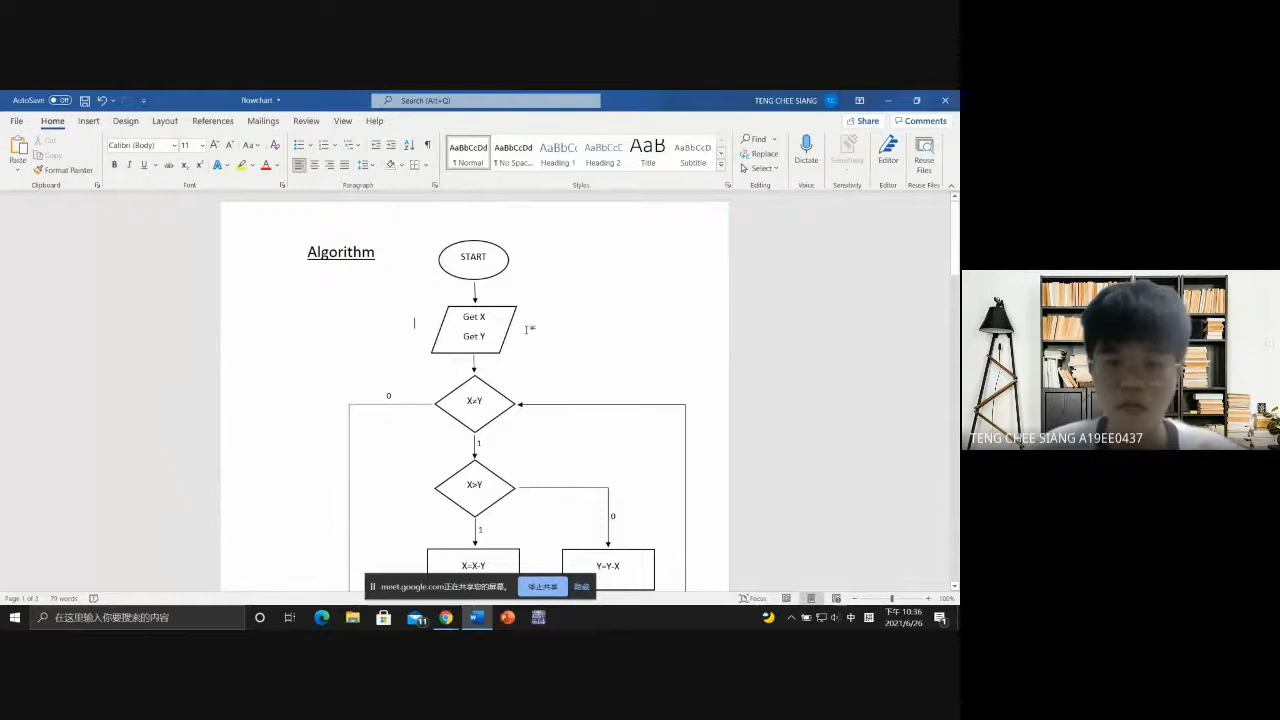 AutoSave Off flowchart Search (Alt+Q) TENG CHEE SIANG TC
File Home Insert Design Layout References Mailings Review View Help Share Comments
Paste Cut Copy Format Painter
Calibri (Body) 11
AaBbCcDd AaBbCcDd AaBbCc AaBbCcC AaB AaBbCcD
¶ Normal ¶ No Spac... Heading 1 Heading 2 Title Subtitle
Find Replace Select
Dictate Sensitivity Editor Reuse Files
Clipboard Font Paragraph Styles Editing Voice Sensitivity Editor Reuse Files
Algorithm
START
Get X
Get Y
X≠Y
0
1
X>Y
0
1
X=X-Y
Y=Y-X
meet.google.com正在共享您的屏幕。 停止共享 隐藏
Page 1 of 3 79 words Focus 100%
在这里输入你要搜索的内容
11
中
下午 10:36
2021/6/26
TENG CHEE SIANG A19EE0437